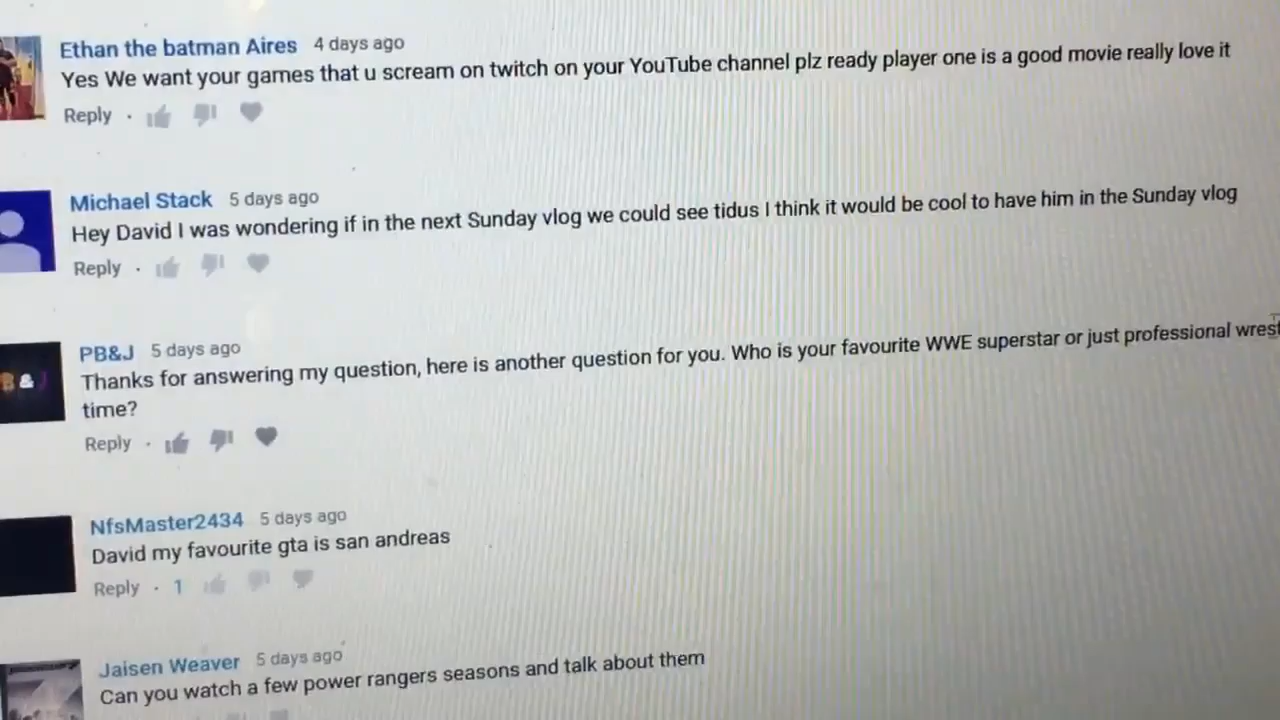 Ethan the batman Aires 4 days ago
Yes We want your games that u scream on twitch on your YouTube channel plz ready player one is a good movie really love it
Reply
Michael Stack 5 days ago
Hey David I was wondering if in the next Sunday vlog we could see tidus I think it would be cool to have him in the Sunday vlog
Reply
B & J
PB&J 5 days ago
Thanks for answering my question, here is another question for you. Who is your favourite WWE superstar or just professional
time?
Reply
NfsMaster2434 5 days ago
David my favourite gta is san andreas
Reply · 1
Jaisen Weaver 5 days ago
Can you watch a few power rangers seasons and talk about them